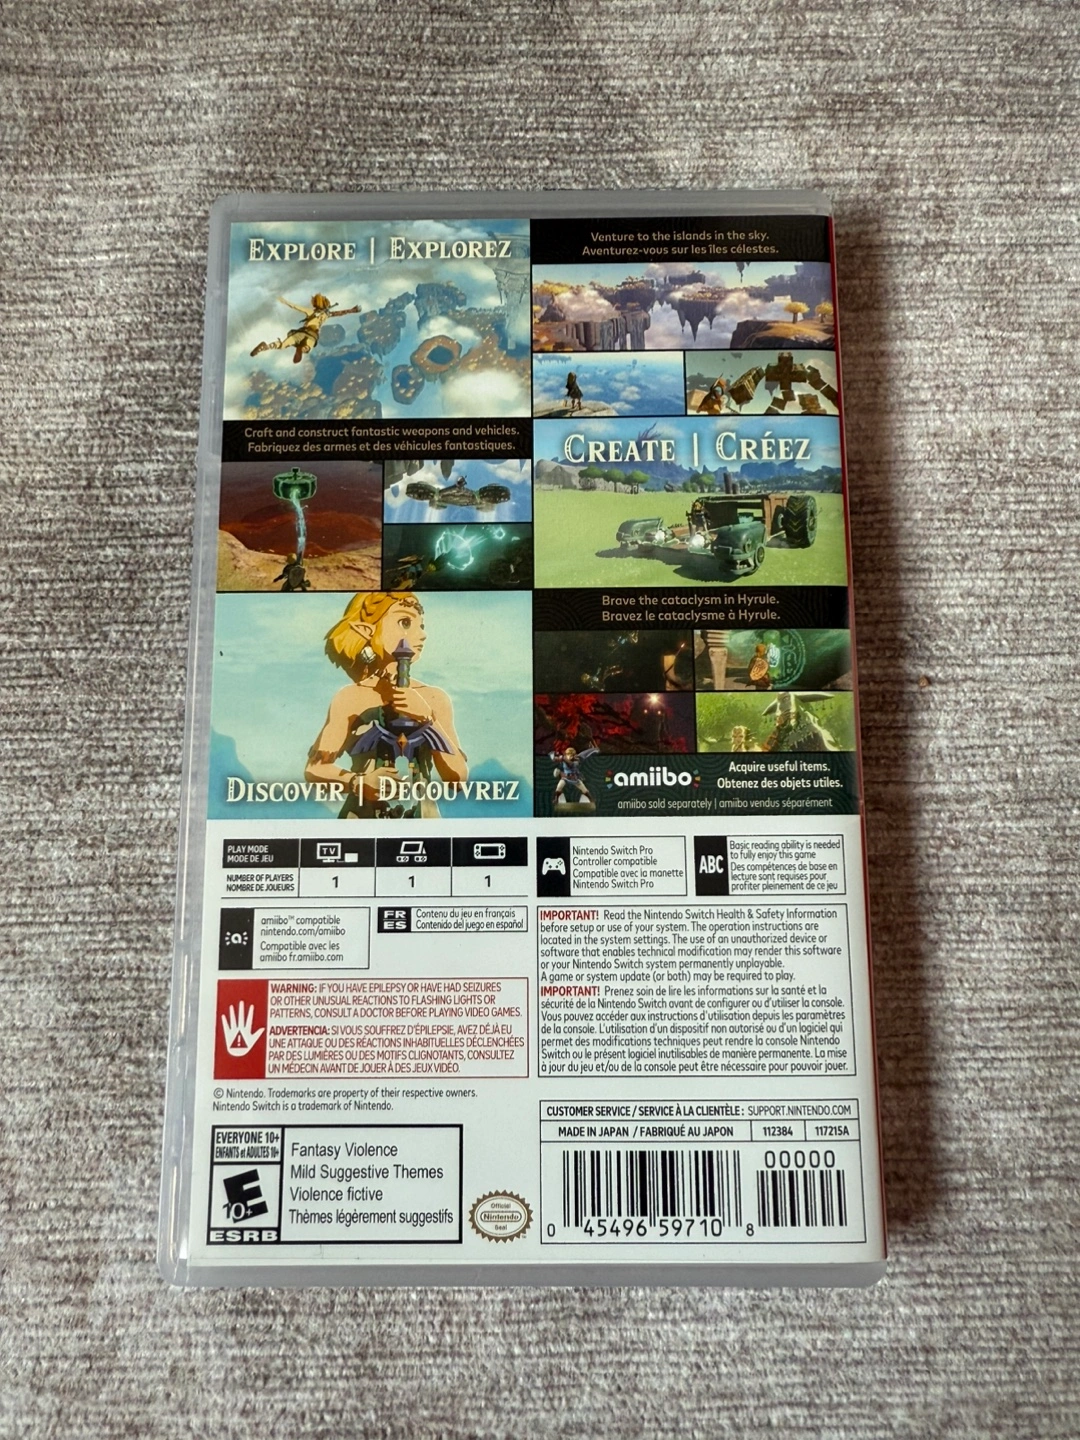 EXPLORE | EXPLOREZ
Venture to the islands in the sky.
Aventurez-vous sur les îles célestes.
Craft and construct fantastic weapons and vehicles.
Fabriquez des armes et des véhicules fantastiques.
CREATE | CRÉEZ
Brave the cataclysm in Hyrule.
Bravez le cataclysme à Hyrule.
DISCOVER | DÉCOUVREZ
amiibo
Acquire useful items.
Obtenez des objets utiles.
amiibo sold separately | amiibo vendus séparément
PLAY MODE
MODE DE JEU
TV
NUMBER OF PLAYERS
NOMBRE DE JOUEURS
1 1 1
Nintendo Switch Pro
Controller compatible
Compatible avec la manette
Nintendo Switch Pro
ABC
Basic reading ability is needed
to fully enjoy this game
Des compétences de base en
lecture sont requises pour
profiter pleinement de ce jeu
a
amiibo™ compatible
nintendo.com/amiibo
Compatible avec les
amiibo fr.amiibo.com
FR
ES
Contenu du jeu en français
Contenido del juego en español
IMPORTANT! Read the Nintendo Switch Health & Safety Information
before setup or use of your system. The operation instructions are
located in the system settings. The use of an unauthorized device or
software that enables technical modification may render this software
or your Nintendo Switch system permanently unplayable.
A game or system update (or both) may be required to play.
IMPORTANT! Prenez soin de lire les informations sur la santé et la
sécurité de la Nintendo Switch avant de configurer ou d'utiliser la console.
Vous pouvez accéder aux instructions d'utilisation depuis les paramètres
de la console. L'utilisation d'un dispositif non autorisé ou d'un logiciel qui
permet des modifications techniques peut rendre la console Nintendo
Switch ou le présent logiciel inutilisables de manière permanente. La mise
à jour du jeu et/ou de la console peut être nécessaire pour pouvoir jouer.
WARNING: IF YOU HAVE EPILEPSY OR HAVE HAD SEIZURES
OR OTHER UNUSUAL REACTIONS TO FLASHING LIGHTS OR
PATTERNS, CONSULT A DOCTOR BEFORE PLAYING VIDEO GAMES.
ADVERTENCIA: SI VOUS SOUFFREZ D'ÉPILEPSIE, AVEZ DÉJÀ EU
UNE ATTAQUE OU DES RÉACTIONS INHABITUELLES DÉCLENCHÉES
PAR DES LUMIÈRES OU DES MOTIFS CLIGNOTANTS, CONSULTEZ
UN MÉDECIN AVANT DE JOUER À DES JEUX VIDÉO.
© Nintendo. Trademarks are property of their respective owners.
Nintendo Switch is a trademark of Nintendo.
CUSTOMER SERVICE / SERVICE À LA CLIENTÈLE : SUPPORT.NINTENDO.COM
MADE IN JAPAN / FABRIQUÉ AU JAPON 112384 117215A
EVERYONE 10+
ENFANTS et ADULTES 10+
E
10+
ESRB
Fantasy Violence
Mild Suggestive Themes
Violence fictive
Thèmes légèrement suggestifs
Official
Nintendo
Seal
00000
0 45496 59710 8